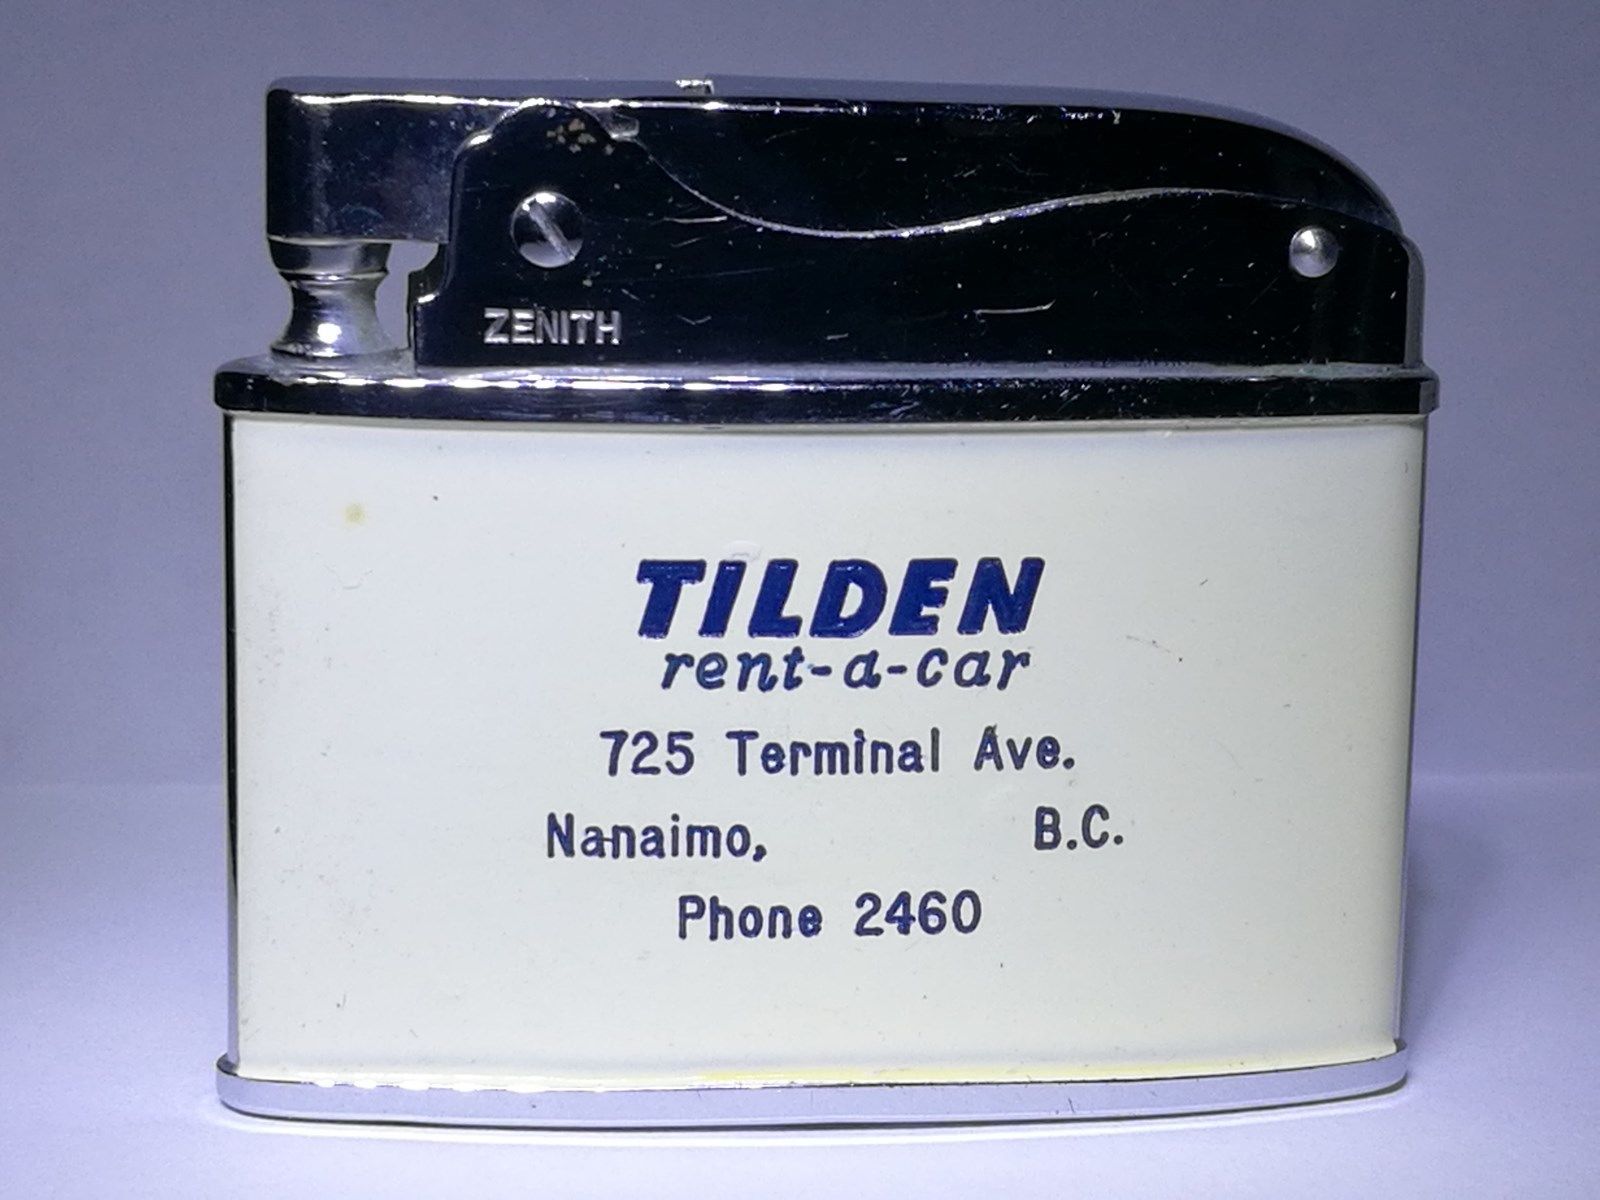 ZENITH
TILDEN
rent-a-car
725 Terminal Ave.
Nanaimo, B.C.
Phone 2460